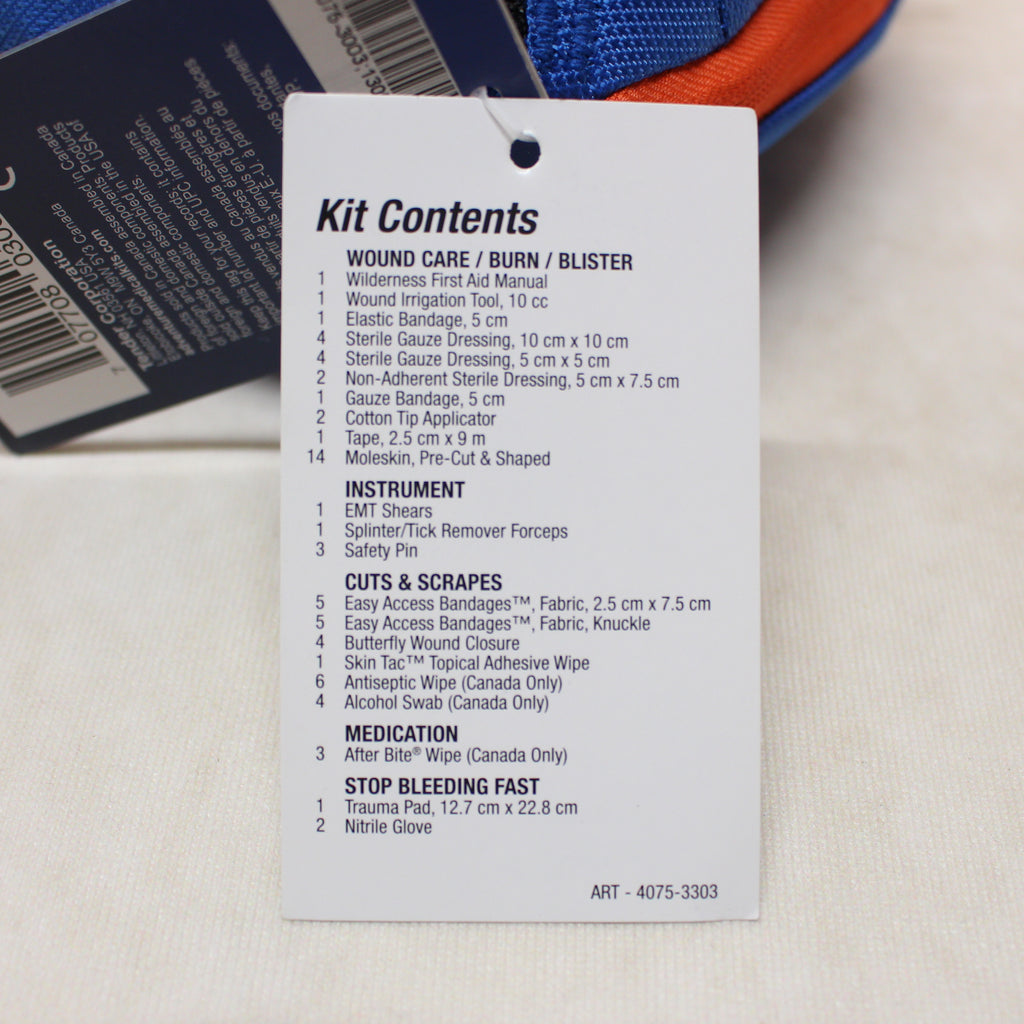 Kit Contents
WOUND CARE / BURN / BLISTER
1 Wilderness First Aid Manual
1 Wound Irrigation Tool, 10 cc
1 Elastic Bandage, 5 cm
4 Sterile Gauze Dressing, 10 cm x 10 cm
4 Sterile Gauze Dressing, 5 cm x 5 cm
2 Non-Adherent Sterile Dressing, 5 cm x 7.5 cm
1 Gauze Bandage, 5 cm
2 Cotton Tip Applicator
1 Tape, 2.5 cm x 9 m
14 Moleskin, Pre-Cut & Shaped
INSTRUMENT
1 EMT Shears
1 Splinter/Tick Remover Forceps
3 Safety Pin
CUTS & SCRAPES
5 Easy Access Bandages™, Fabric, 2.5 cm x 7.5 cm
5 Easy Access Bandages™, Fabric, Knuckle
4 Butterfly Wound Closure
1 Skin Tac™ Topical Adhesive Wipe
6 Antiseptic Wipe (Canada Only)
4 Alcohol Swab (Canada Only)
MEDICATION
3 After Bite® Wipe (Canada Only)
STOP BLEEDING FAST
1 Trauma Pad, 12.7 cm x 22.8 cm
2 Nitrile Glove
ART - 4075-3303
Tender Corporation
adventuremedicalkits.com